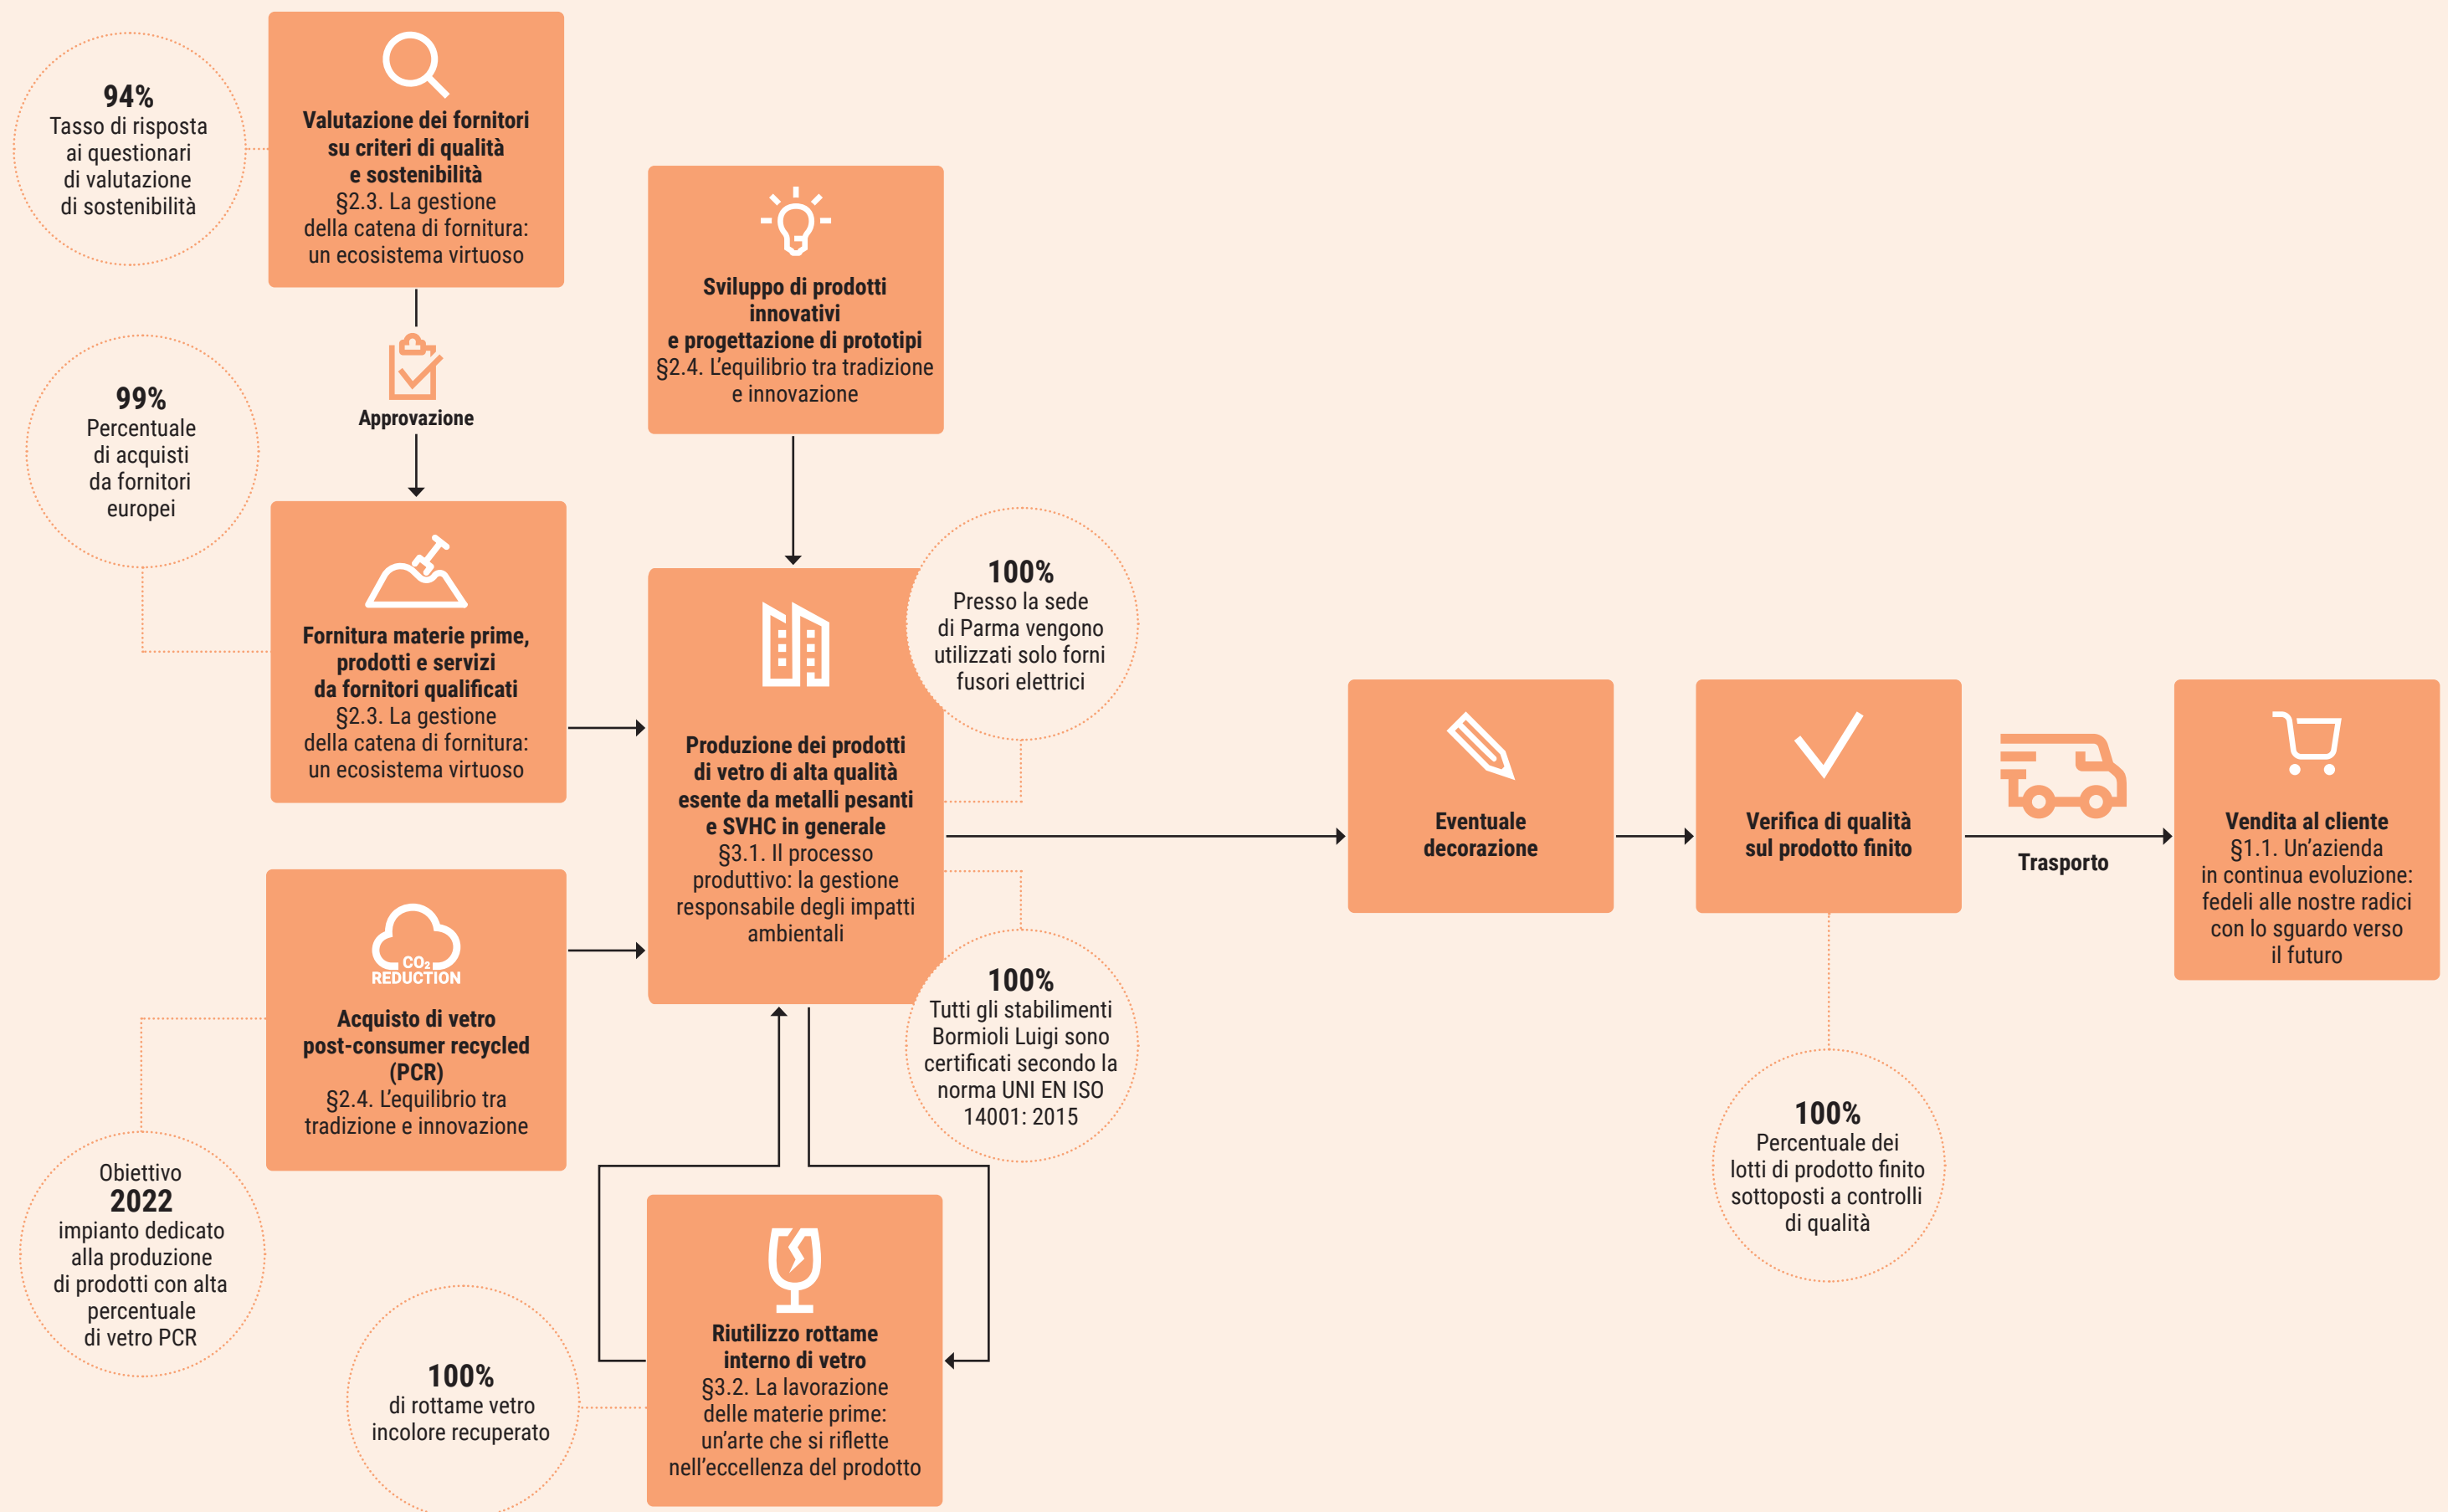 94%
Tasso di risposta
ai questionari
di valutazione
di sostenibilità
Valutazione dei fornitori
su criteri di qualità
e sostenibilità
§2.3. La gestione
della catena di fornitura:
un ecosistema virtuoso
Approvazione
99%
Percentuale
di acquisti
da fornitori
europei
Fornitura materie prime,
prodotti e servizi
da fornitori qualificati
§2.3. La gestione
della catena di fornitura:
un ecosistema virtuoso
CO₂
REDUCTION
Acquisto di vetro
post-consumer recycled
(PCR)
§2.4. L'equilibrio tra
tradizione e innovazione
Obiettivo
2022
impianto dedicato
alla produzione
di prodotti con alta
percentuale
di vetro PCR
Sviluppo di prodotti
innovativi
e progettazione di prototipi
§2.4. L'equilibrio tra tradizione
e innovazione
Produzione dei prodotti
di vetro di alta qualità
esente da metalli pesanti
e SVHC in generale
§3.1. Il processo
produttivo: la gestione
responsabile degli impatti
ambientali
100%
Presso la sede
di Parma vengono
utilizzati solo forni
fusori elettrici
100%
Tutti gli stabilimenti
Bormioli Luigi sono
certificati secondo la
norma UNI EN ISO
14001: 2015
Riutilizzo rottame
interno di vetro
§3.2. La lavorazione
delle materie prime:
un'arte che si riflette
nell'eccellenza del prodotto
100%
di rottame vetro
incolore recuperato
Eventuale
decorazione
Verifica di qualità
sul prodotto finito
100%
Percentuale dei
lotti di prodotto finito
sottoposti a controlli
di qualità
Trasporto
Vendita al cliente
§1.1. Un'azienda
in continua evoluzione:
fedeli alle nostre radici
con lo sguardo verso
il futuro